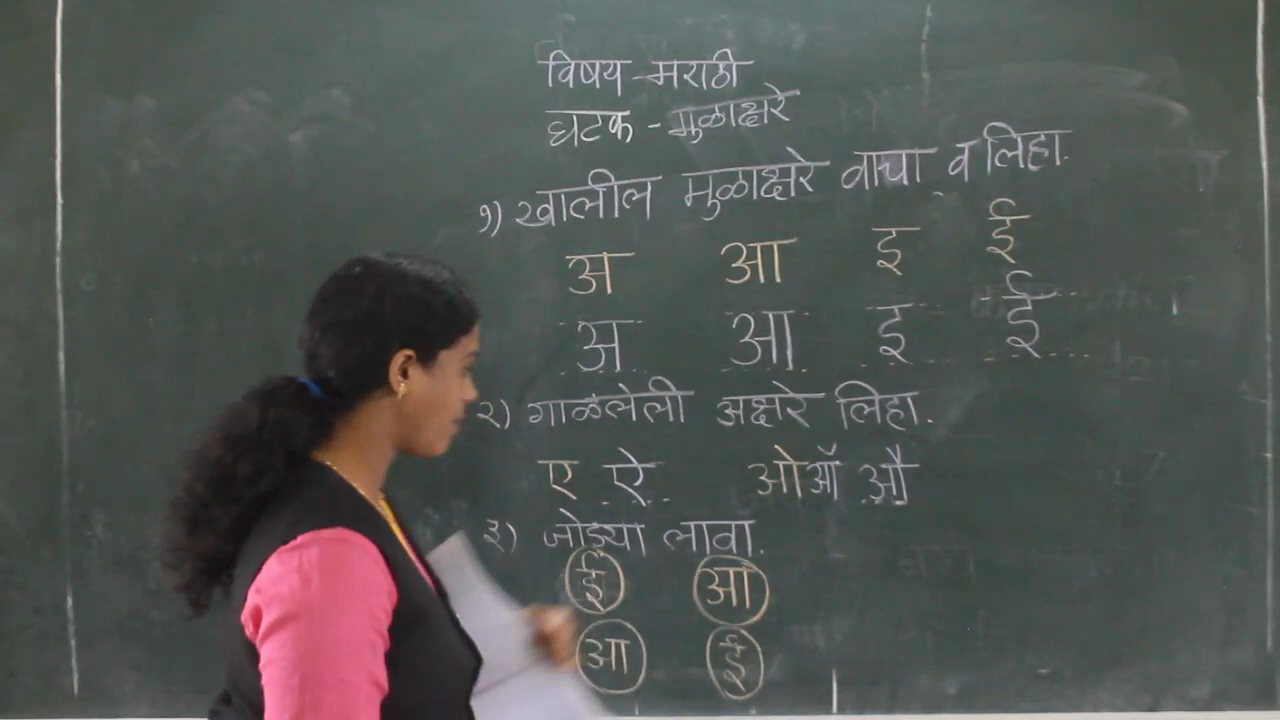 विषय - मराठी
घटक - मुळाक्षरे
१) खालील मुळाक्षरे वाचा व लिहा.
अ आ इ ई
अ आ इ ई
२) गाळलेली अक्षरे लिहा.
ए ऐ ओ ऑ औ
३) जोड्या लावा.
ई आ
आ ई